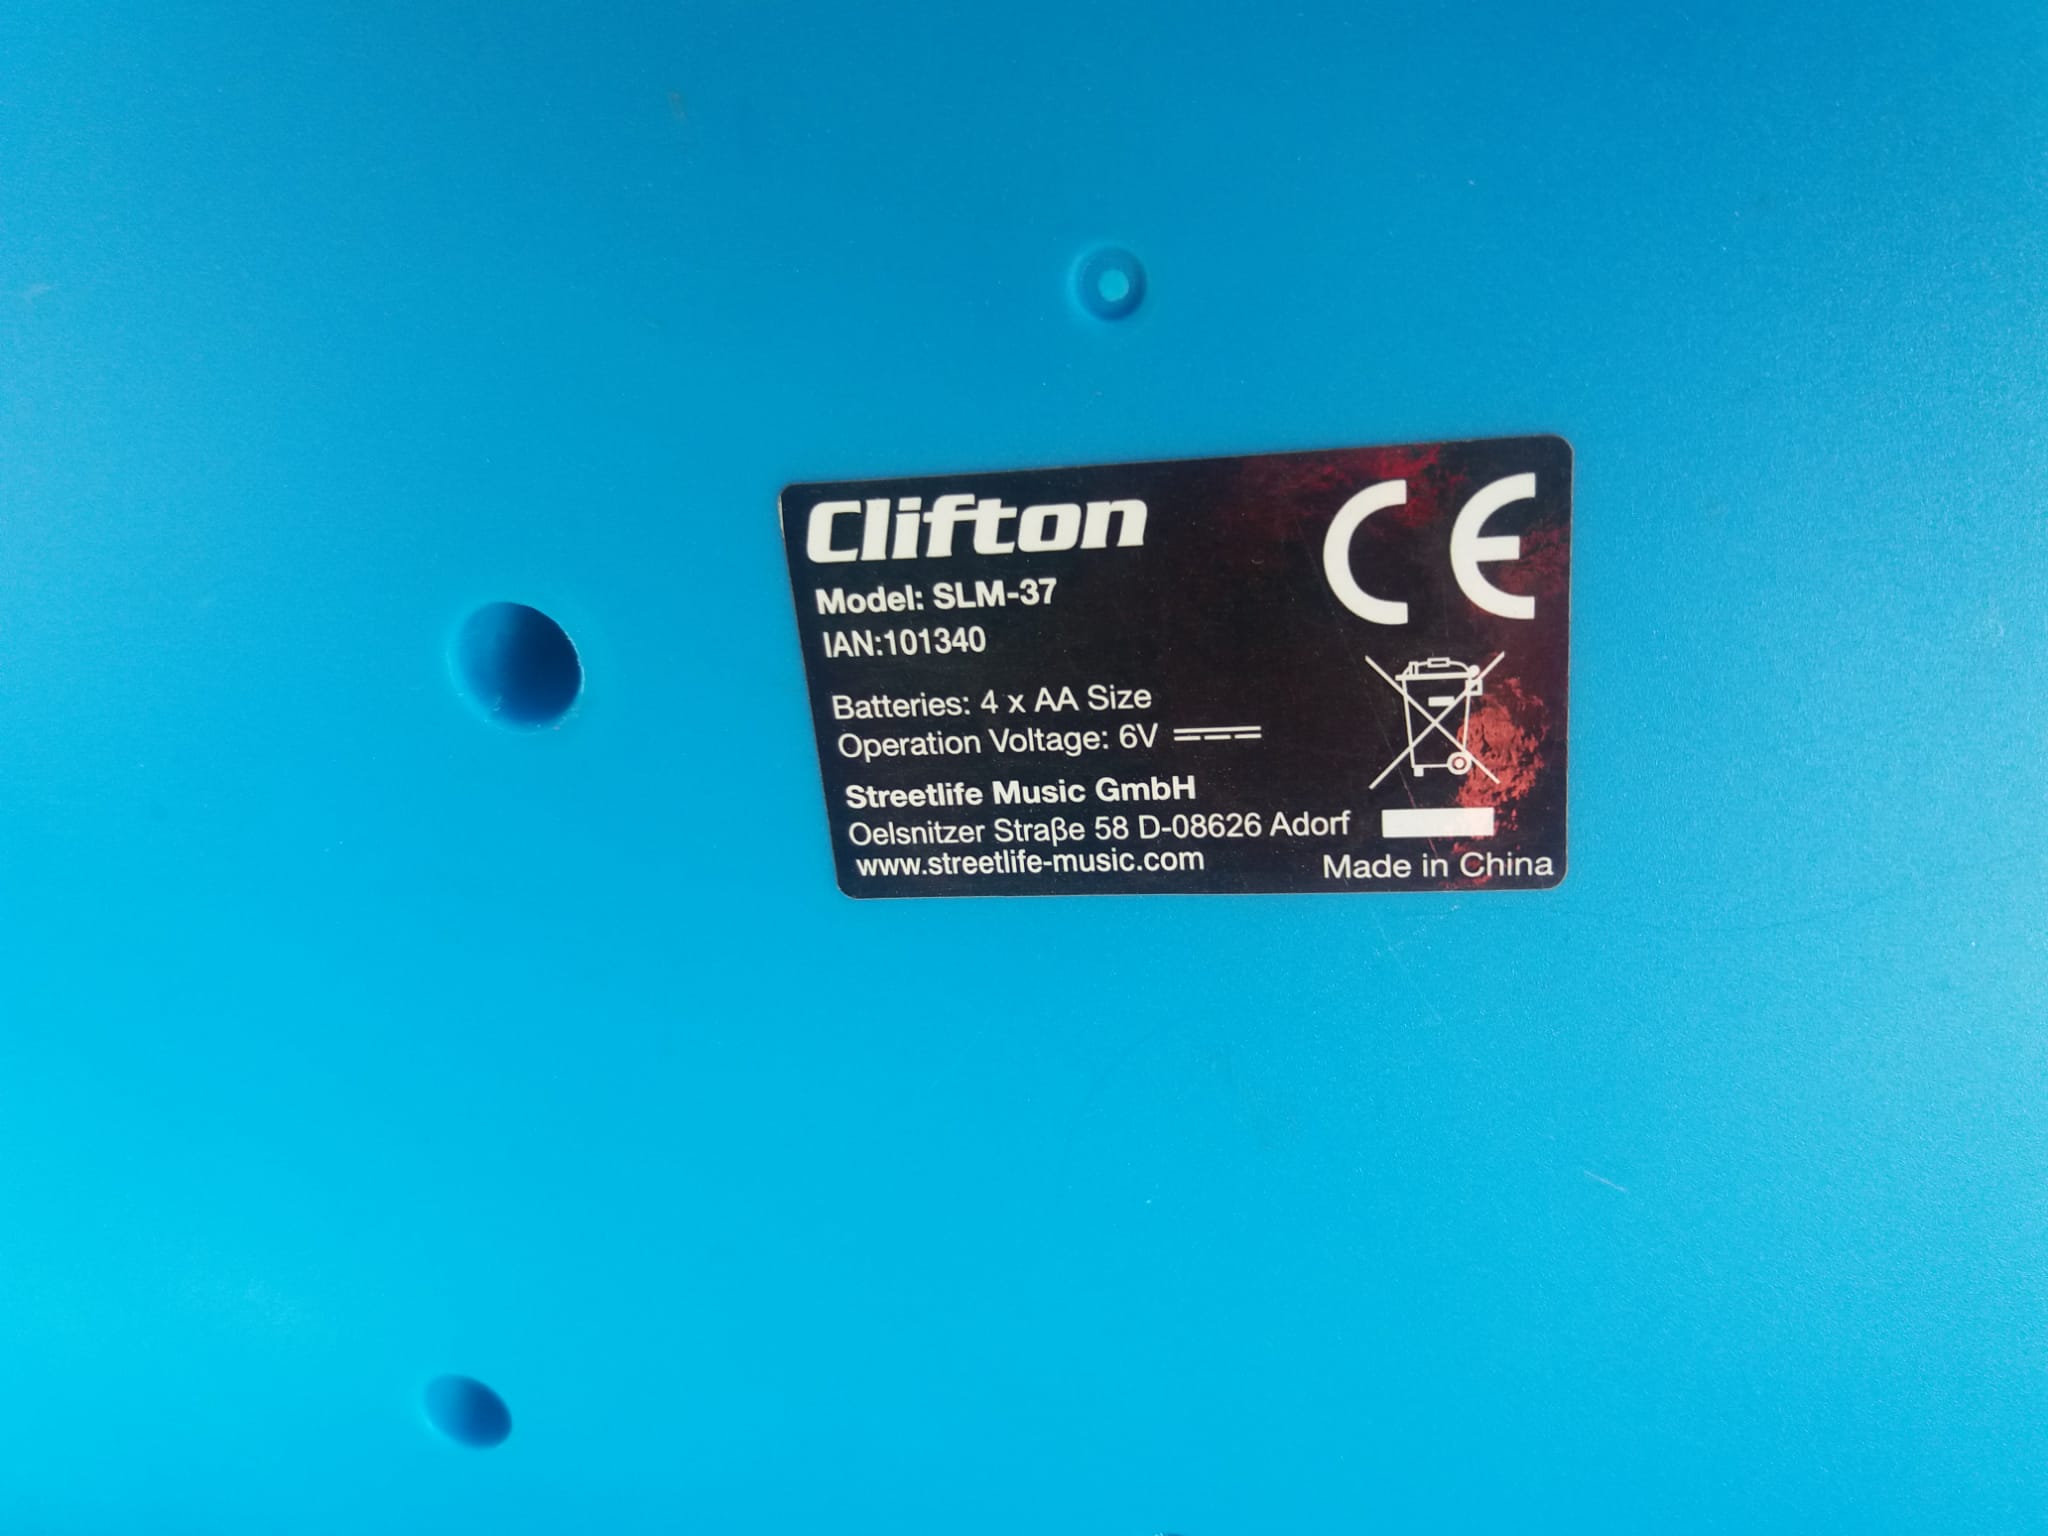 Clifton
Model: SLM-37
IAN:101340
Batteries: 4 x AA Size
Operation Voltage: 6V
Streetlife Music GmbH
Oelsnitzer Straße 58 D-08626 Adorf
www.streetlife-music.com
CE
Made in China